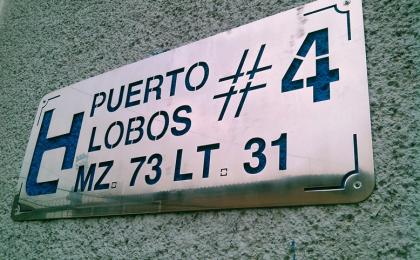 H PUERTO LOBOS #4
MZ. 73 LT. 31